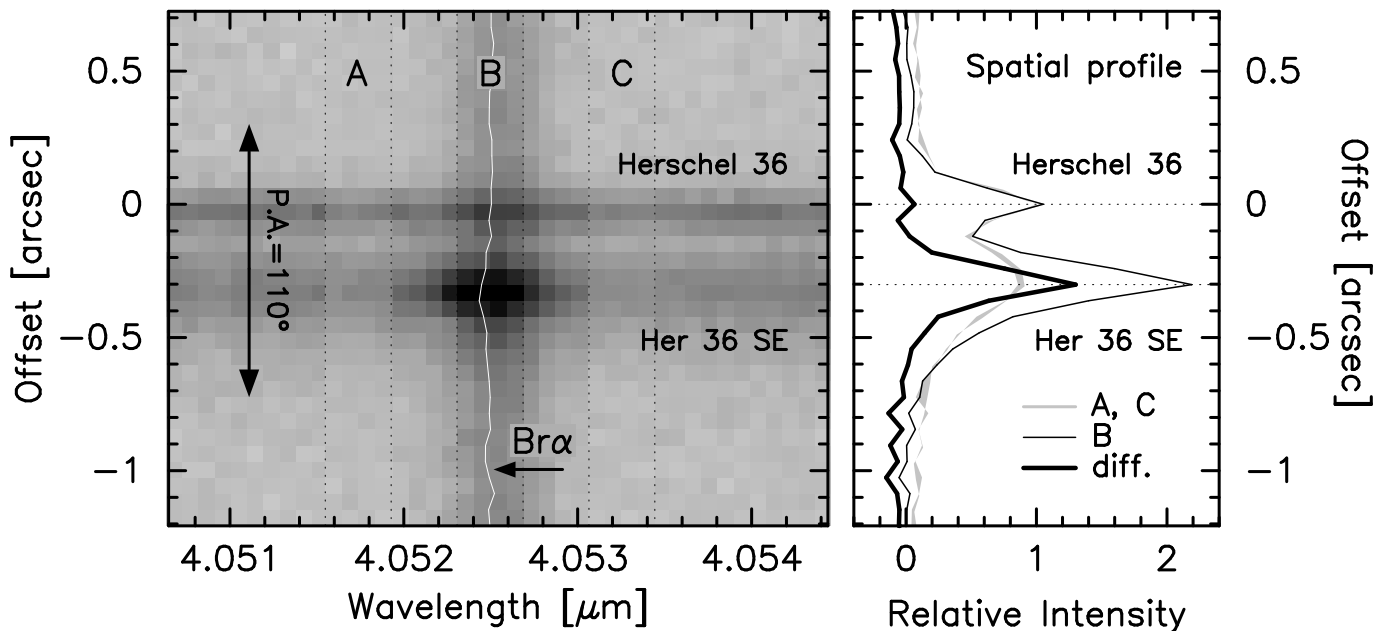 A B C
Spatial profile
Herschel 36
Herschel 36
P.A.=110°
Her 36 SE
Her 36 SE
Brα
A, C
B
diff.
0.5
0
−0.5
−1
Offset [arcsec]
0.5
0
−0.5
−1
Offset [arcsec]
4.051 4.052 4.053 4.054
Wavelength [μm]
0 1 2
Relative Intensity